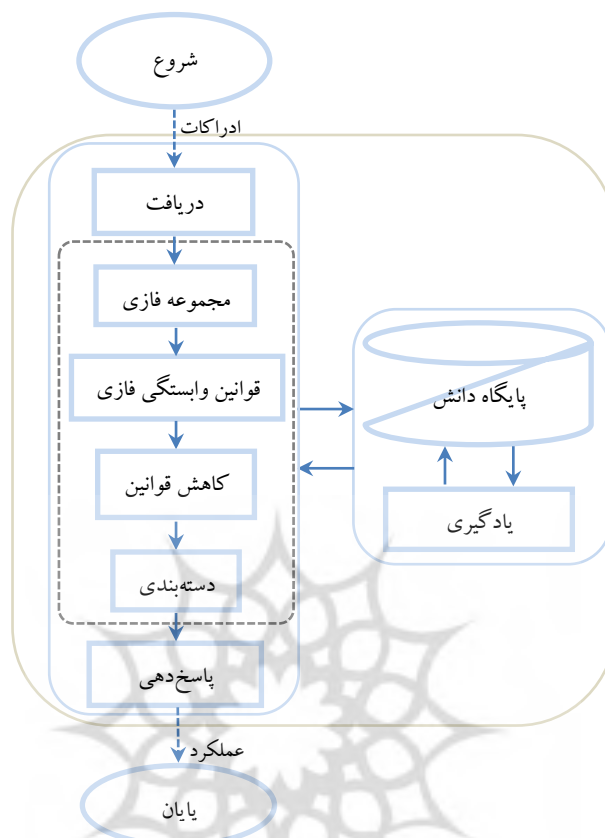 شروع
ادراکات
دریافت
مجموعه فازی
قوانین وابستگی فازی
کاهش قوانین
دسته‌بندی
پاسخ‌دهی
عملکرد
پایان
پایگاه دانش
یادگیری